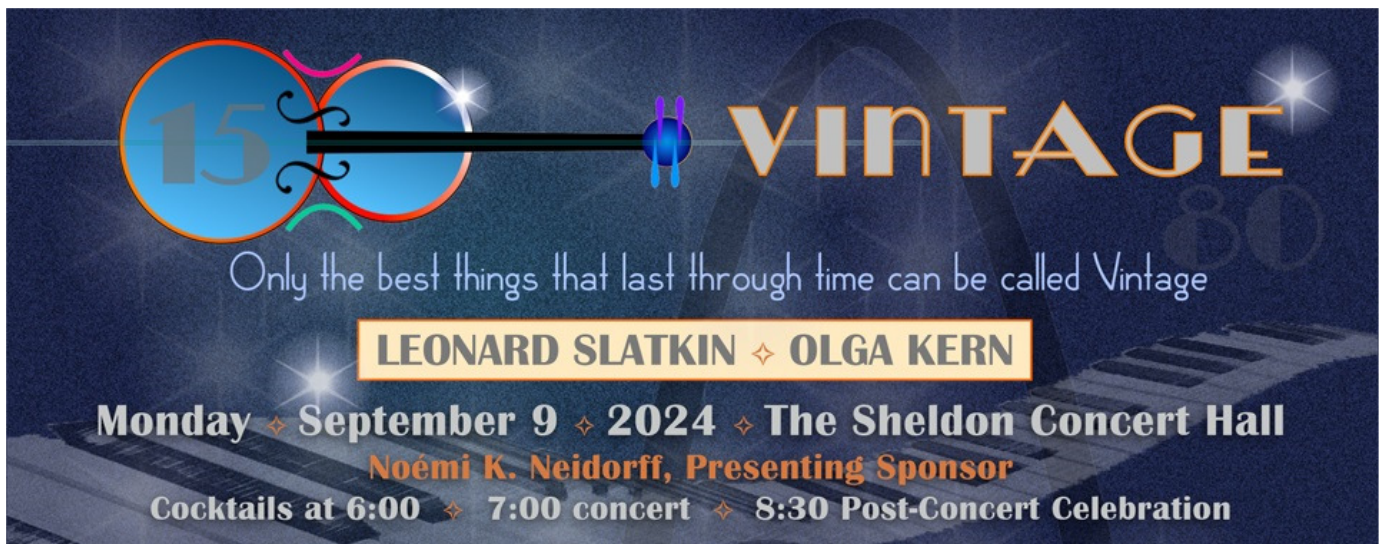 15
VINTAGE
80
Only the best things that last through time can be called Vintage
LEONARD SLATKIN ✧ OLGA KERN
Monday ✧ September 9 ✧ 2024 ✧ The Sheldon Concert Hall
Noémi K. Neidorff, Presenting Sponsor
Cocktails at 6:00 ✧ 7:00 concert ✧ 8:30 Post-Concert Celebration